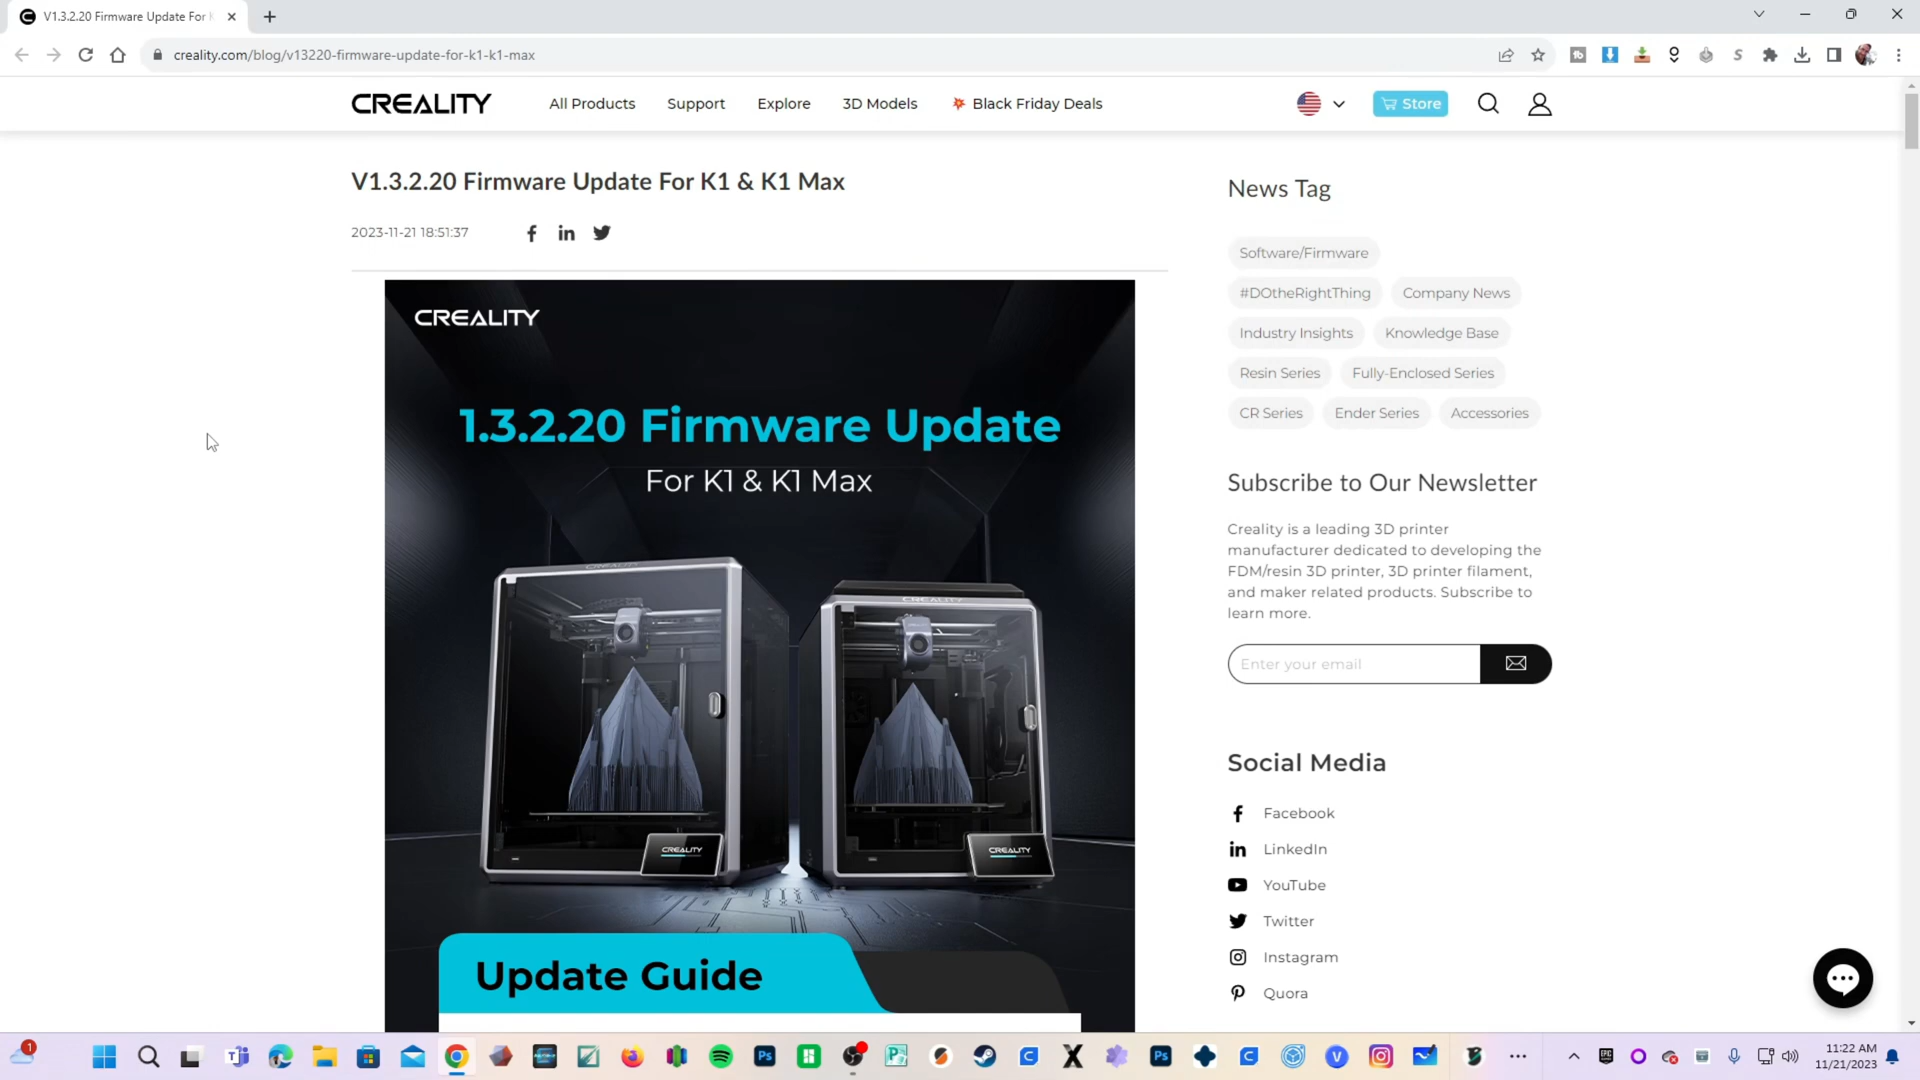 V1.3.2.20 Firmware Update For K
creality.com/blog/v13220-firmware-update-for-k1-k1-max
CREALITY
All Products
Support
Explore
3D Models
Black Friday Deals
Store
V1.3.2.20 Firmware Update For K1 & K1 Max
2023-11-21 18:51:37
CREALITY
1.3.2.20 Firmware Update
For K1 & K1 Max
CREALITY
CREALITY
CREALITY
CREALITY
Update Guide
News Tag
Software/Firmware
#DOtheRightThing
Company News
Industry Insights
Knowledge Base
Resin Series
Fully-Enclosed Series
CR Series
Ender Series
Accessories
Subscribe to Our Newsletter
Creality is a leading 3D printer
manufacturer dedicated to developing the
FDM/resin 3D printer, 3D printer filament,
and maker related products. Subscribe to
learn more.
Enter your email
Social Media
Facebook
LinkedIn
YouTube
Twitter
Instagram
Quora
1
11:22 AM
11/21/2023